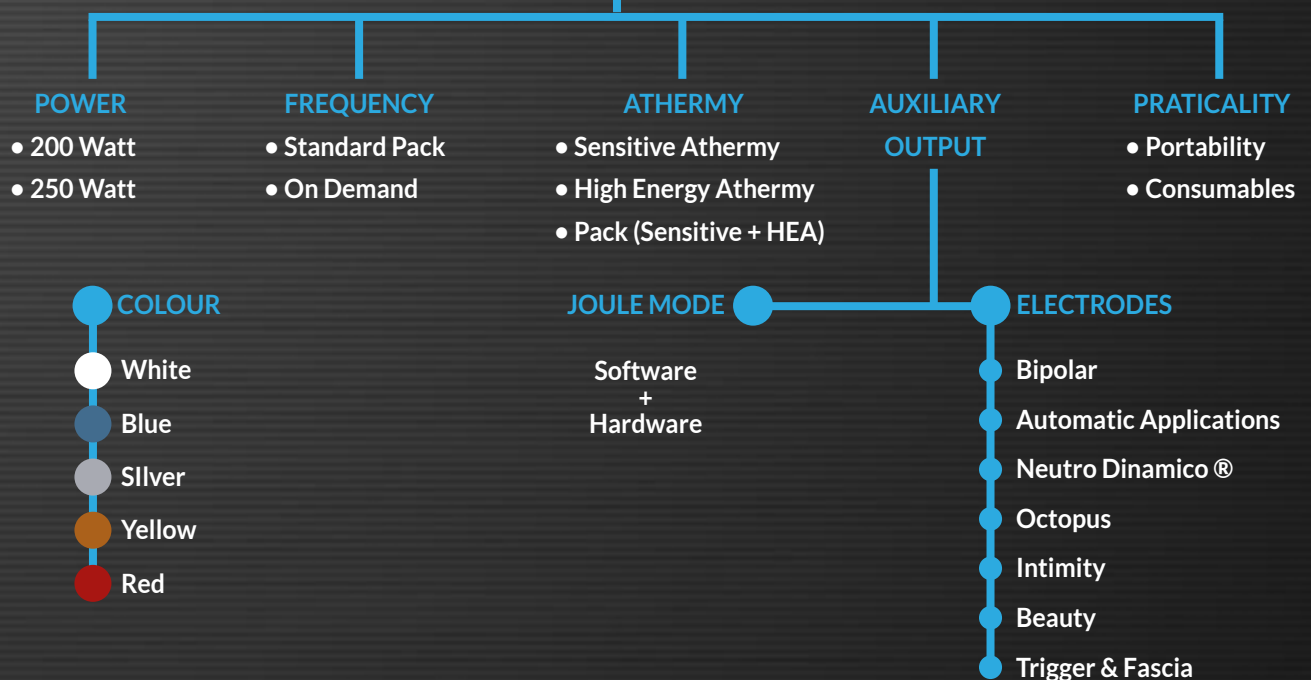 POWER
• 200 Watt
• 250 Watt
FREQUENCY
• Standard Pack
• On Demand
ATHERMY
• Sensitive Athermy
• High Energy Athermy
• Pack (Sensitive + HEA)
AUXILIARY
OUTPUT
PRATICALITY
• Portability
• Consumables
COLOUR
White
Blue
SIlver
Yellow
Red
JOULE MODE
Software
+
Hardware
ELECTRODES
Bipolar
Automatic Applications
Neutro Dinamico ®
Octopus
Intimity
Beauty
Trigger & Fascia